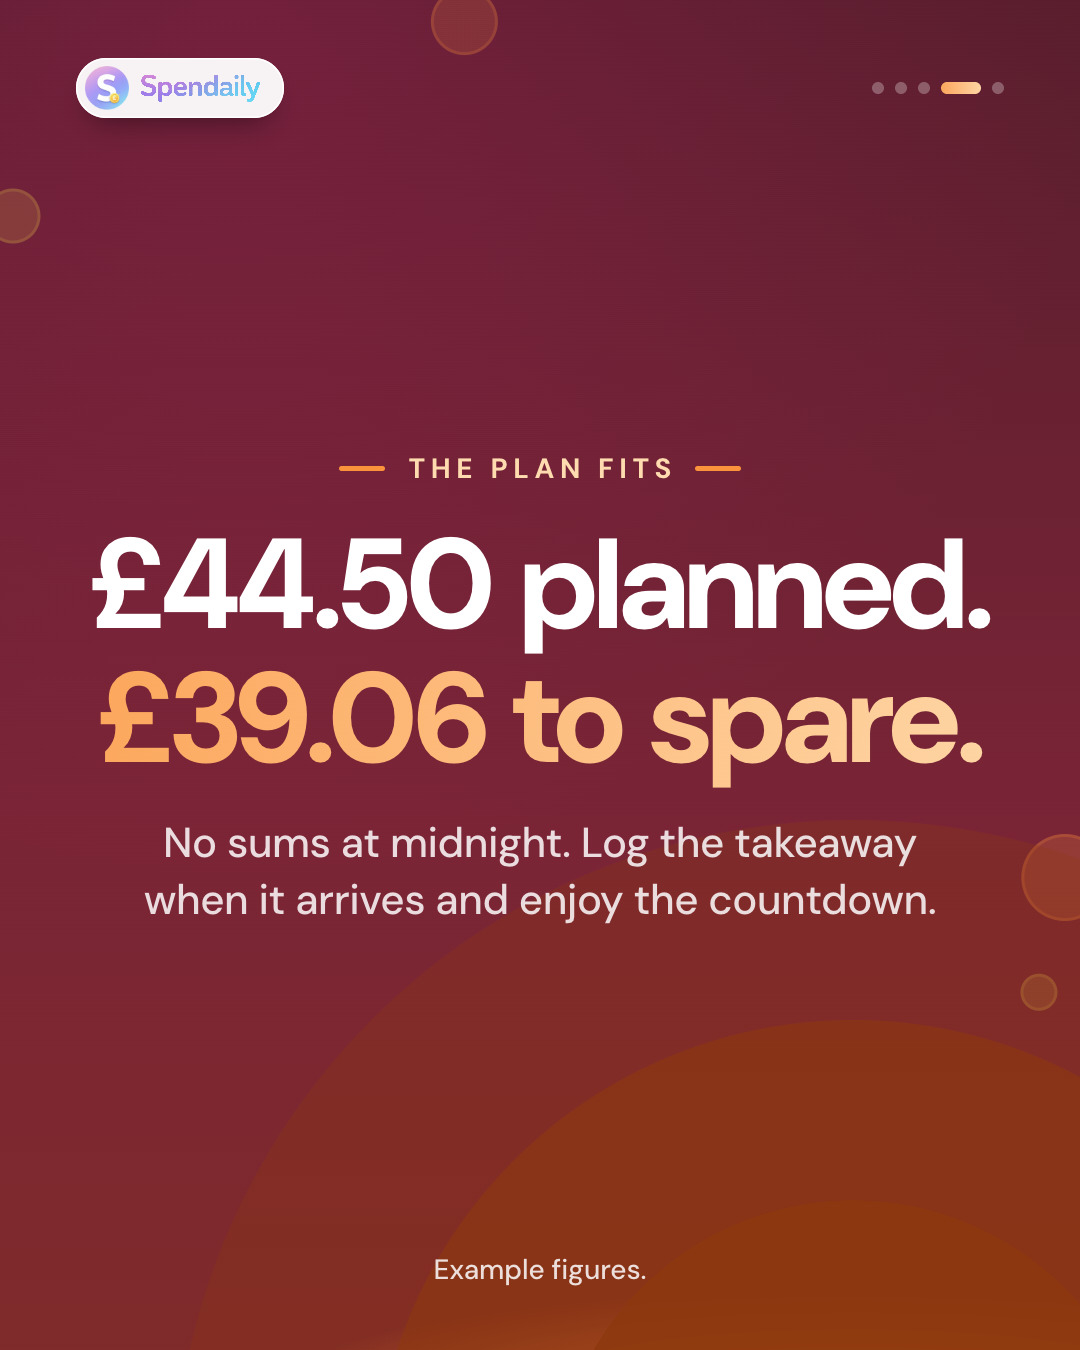 Spendaily
THE PLAN FITS
£44.50 planned.
£39.06 to spare.
No sums at midnight. Log the takeaway
when it arrives and enjoy the countdown.
Example figures.